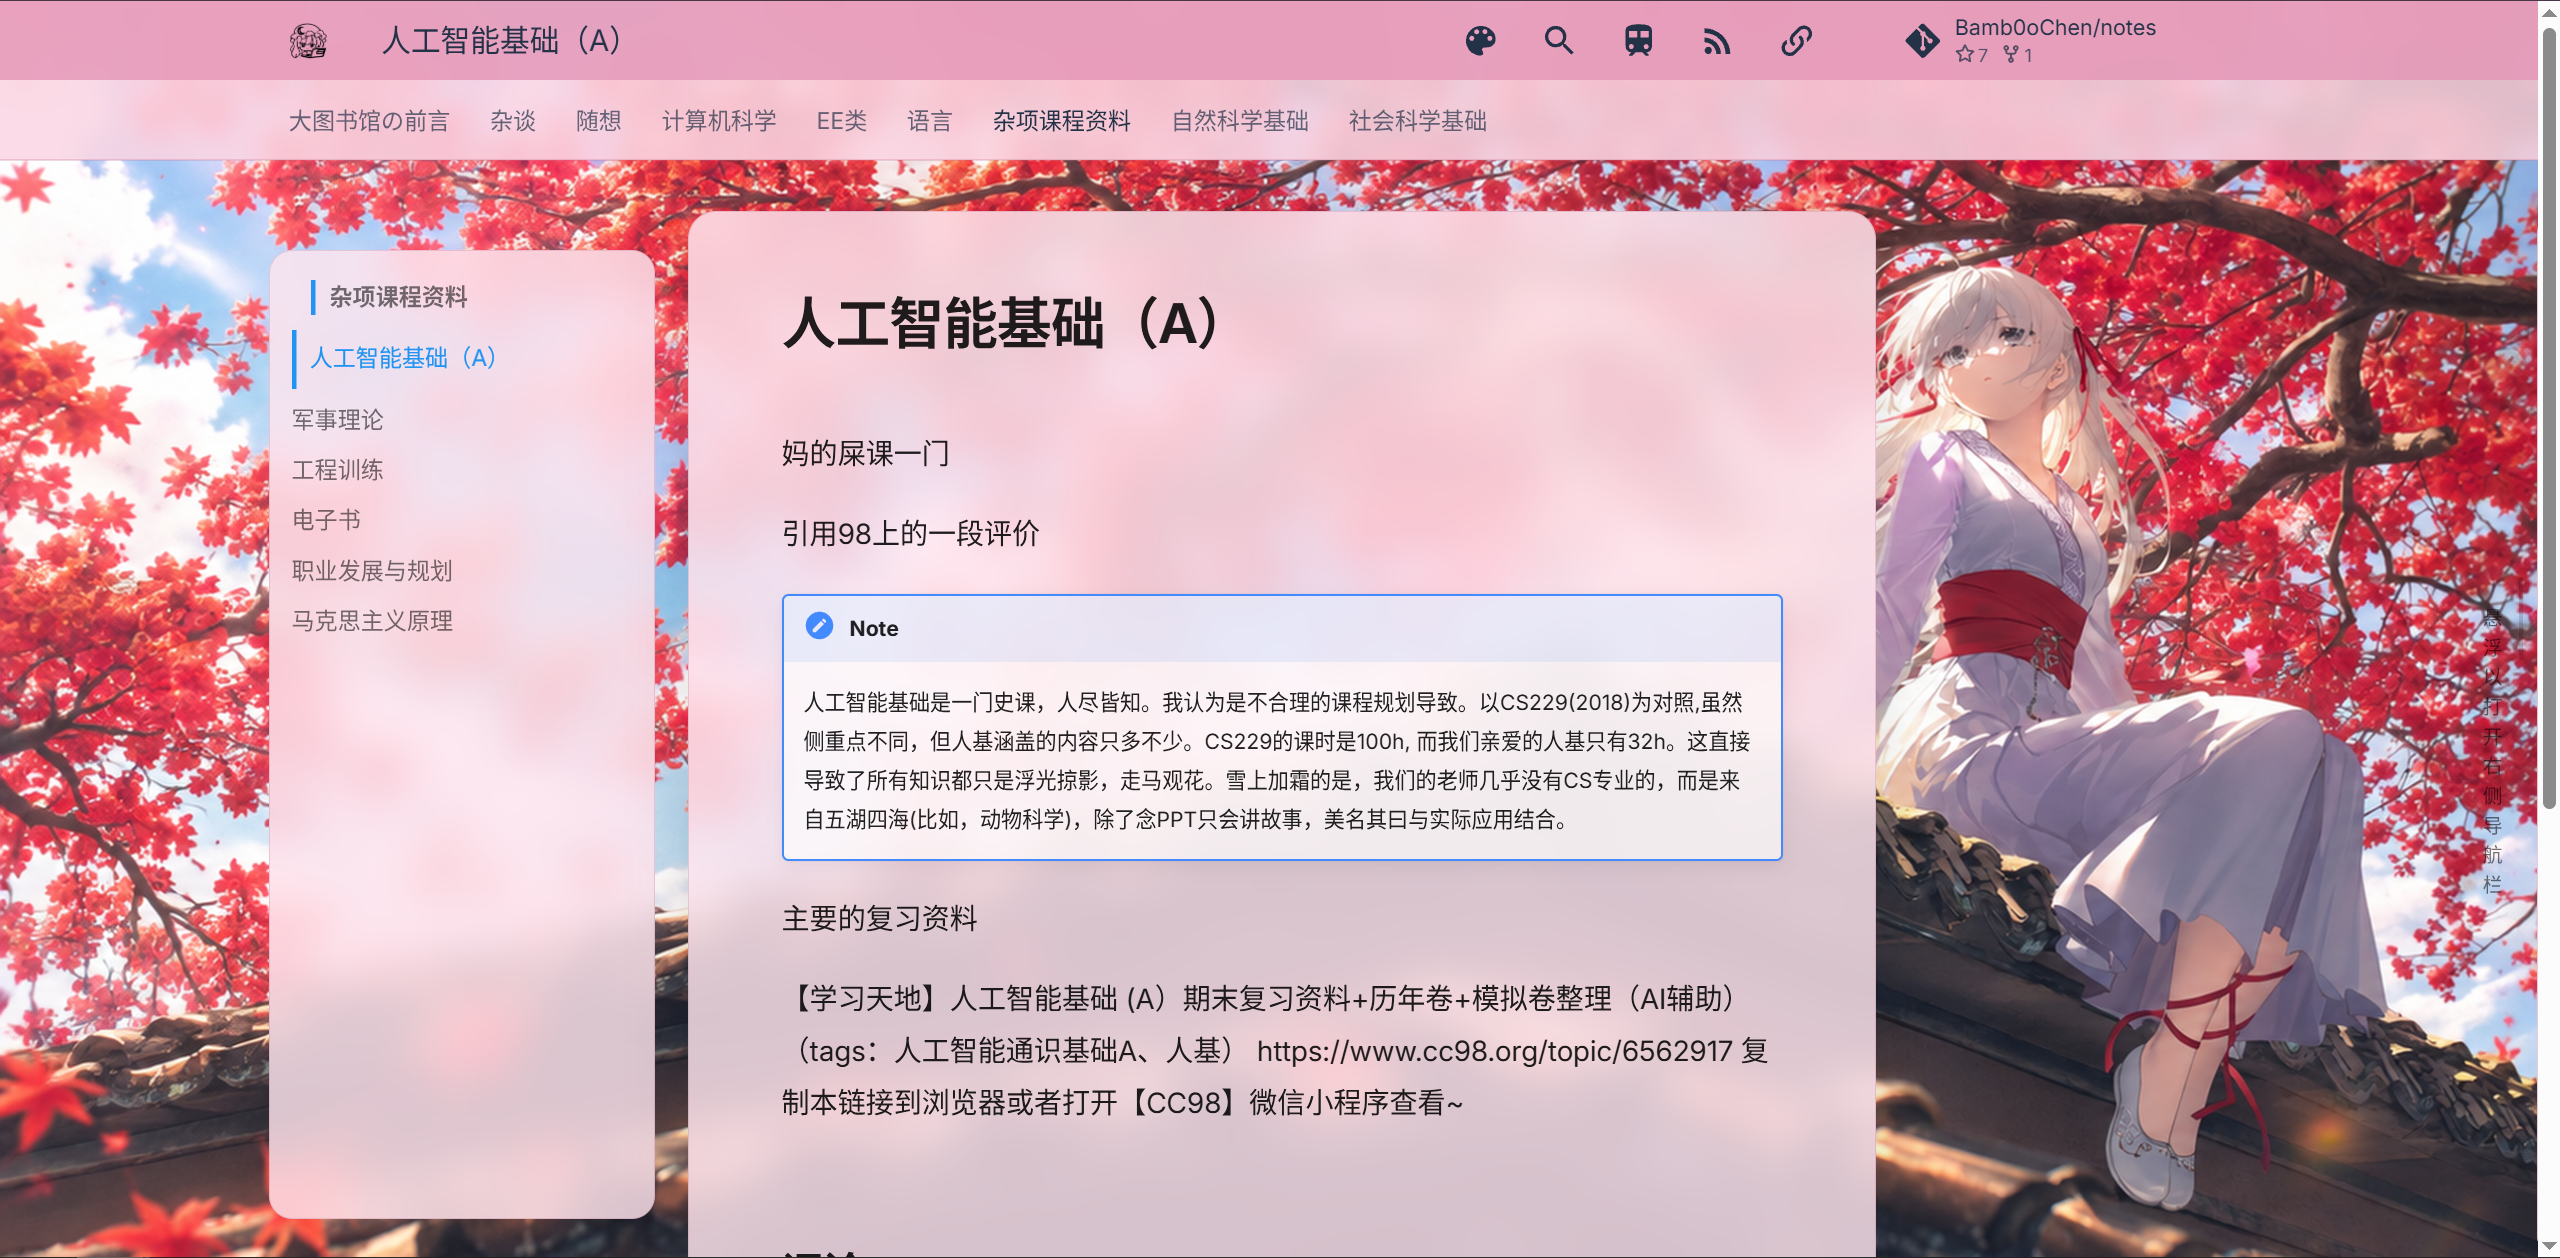 人工智能基础（A）
Bamb0oChen/notes
7 1
大图书馆の前言 杂谈 随想 计算机科学 EE类 语言 杂项课程资料 自然科学基础 社会科学基础
杂项课程资料
人工智能基础（A）
军事理论
工程训练
电子书
职业发展与规划
马克思主义原理
人工智能基础（A）
妈的屎课一门
引用98上的一段评价
Note
人工智能基础是一门史课，人尽皆知。我认为是不合理的课程规划导致。以CS229(2018)为对照,虽然
侧重点不同，但人基涵盖的内容只多不少。CS229的课时是100h, 而我们亲爱的人基只有32h。这直接
导致了所有知识都只是浮光掠影，走马观花。雪上加霜的是，我们的老师几乎没有CS专业的，而是来
自五湖四海(比如，动物科学)，除了念PPT只会讲故事，美名其曰与实际应用结合。
主要的复习资料
【学习天地】人工智能基础 (A）期末复习资料+历年卷+模拟卷整理（AI辅助）
（tags：人工智能通识基础A、人基） https://www.cc98.org/topic/6562917 复
制本链接到浏览器或者打开【CC98】微信小程序查看~
悬浮以打开右侧导航栏